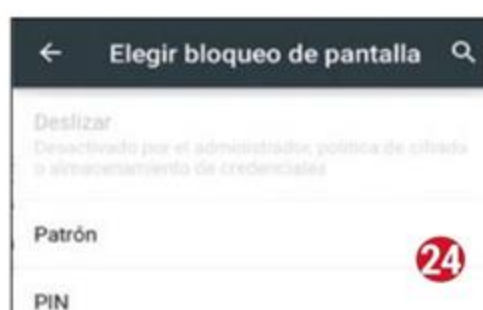 Elegir bloqueo de pantalla
Deslizar
Desactivado por el administrador, política de cifrado
o almacenamiento de credenciales
Patrón
24
PIN